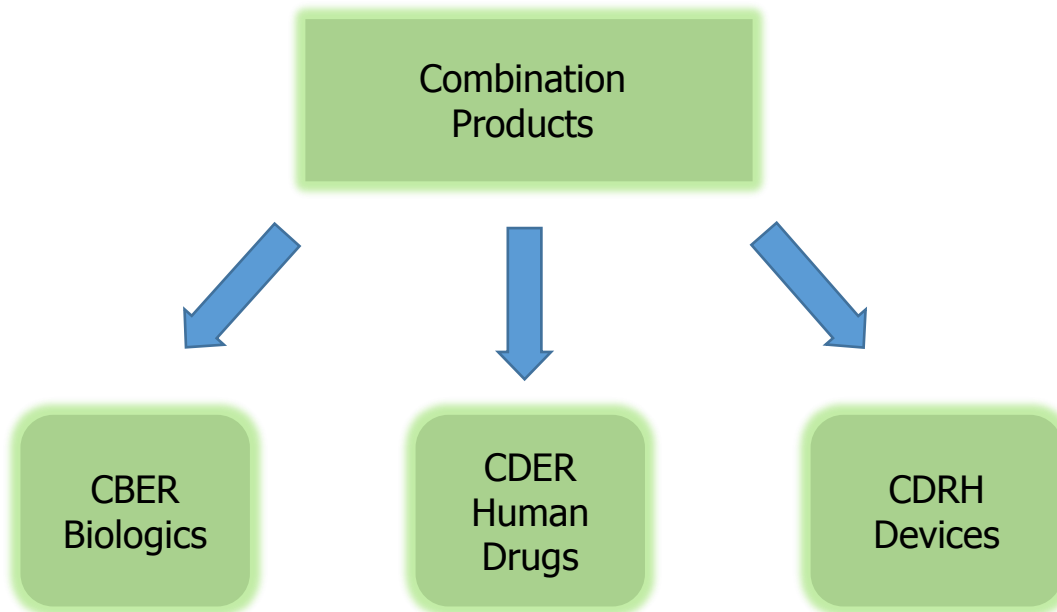 Combination
Products
CBER
Biologics
CDER
Human
Drugs
CDRH
Devices